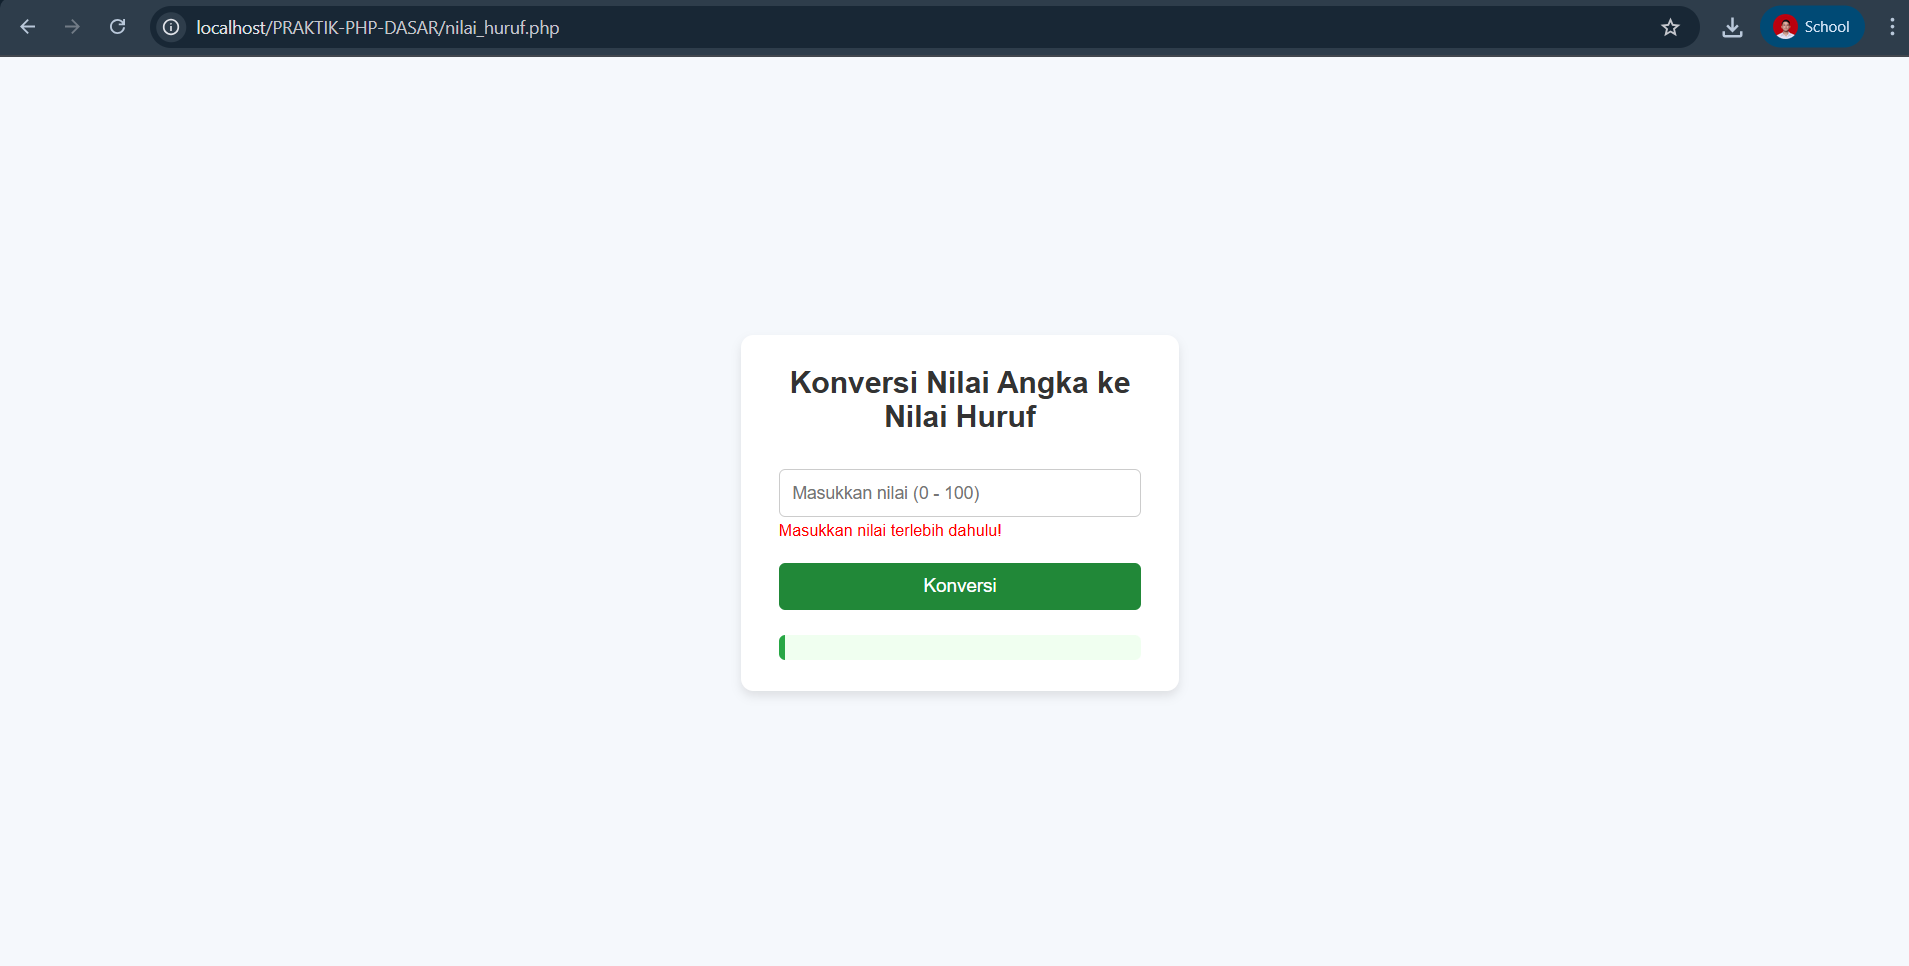 localhost/PRAKTIK-PHP-DASAR/nilai_huruf.php
School
Konversi Nilai Angka ke
Nilai Huruf
Masukkan nilai (0 - 100)
Masukkan nilai terlebih dahulu!
Konversi